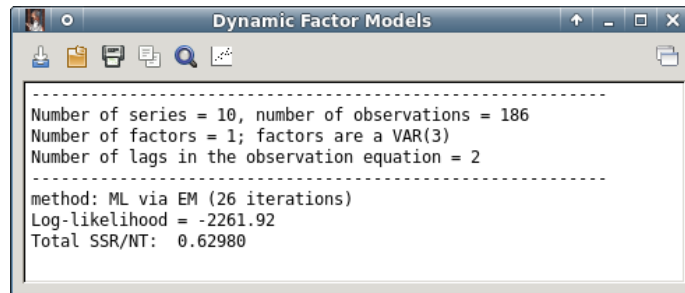 Dynamic Factor Models
------------------------------------------------------------
Number of series = 10, number of observations = 186
Number of factors = 1; factors are a VAR(3)
Number of lags in the observation equation = 2
------------------------------------------------------------
method: ML via EM (26 iterations)
Log-likelihood = -2261.92
Total SSR/NT:  0.62980